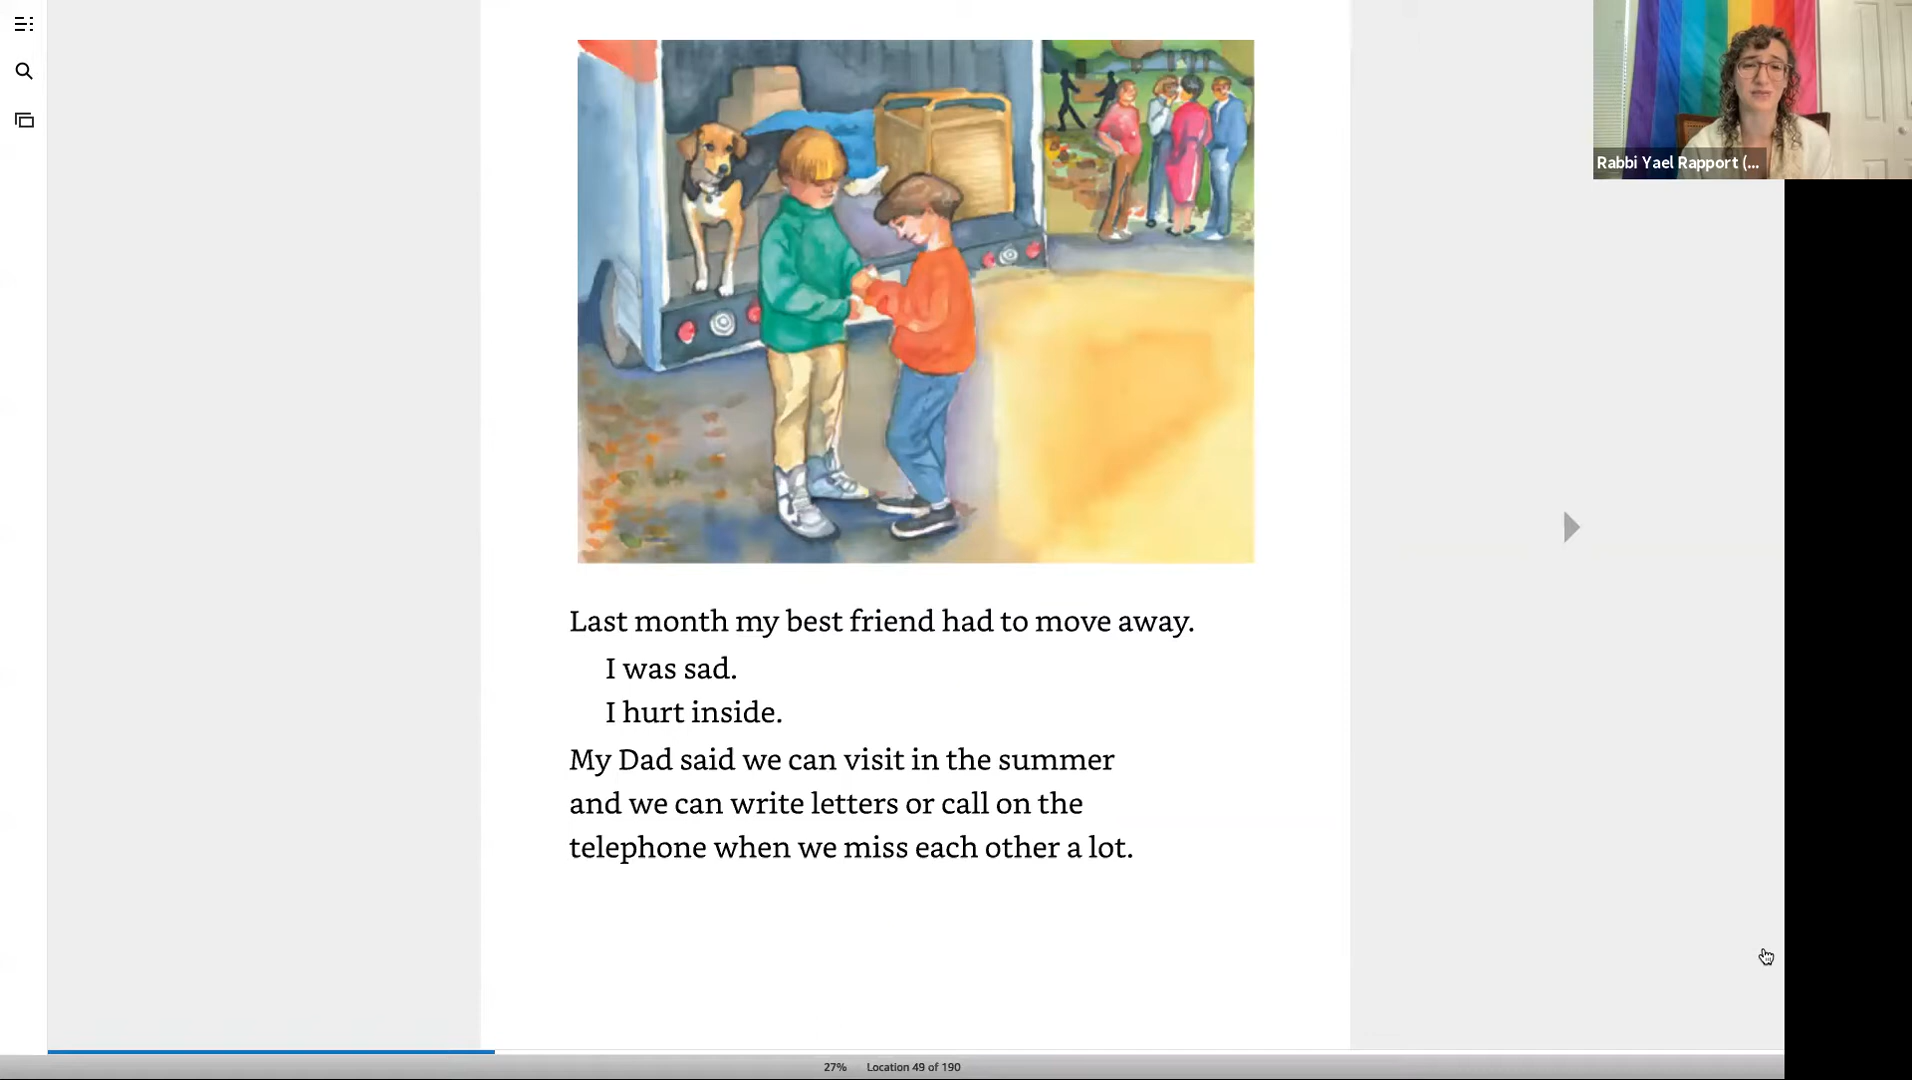 Rabbi Yael Rapport (...
Last month my best friend had to move away.
I was sad.
I hurt inside.
My Dad said we can visit in the summer
and we can write letters or call on the
telephone when we miss each other a lot.
27% Location 49 of 190